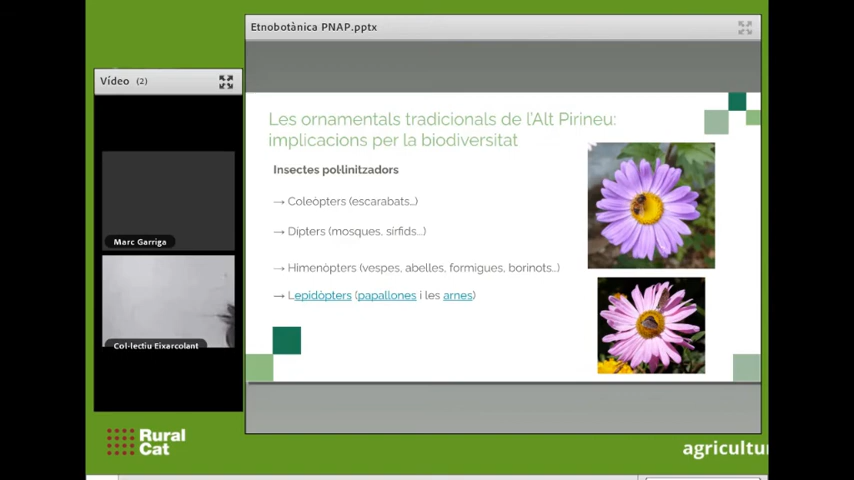 Etnobotànica PNAP.pptx
Vídeo (2)
Les ornamentals tradicionals de l'Alt Pirineu:
implicacions per la biodiversitat
Insectes pol·linitzadors
→ Coleòpters (escarabats...)
→ Dípters (mosques, sírfids...)
→ Himenòpters (vespes, abelles, formigues, borinots...)
→ Lepidòpters (papallones i les arnes)
Marc Garriga
Col·lectiu Eixarcolant
Rural
Cat
agricultu